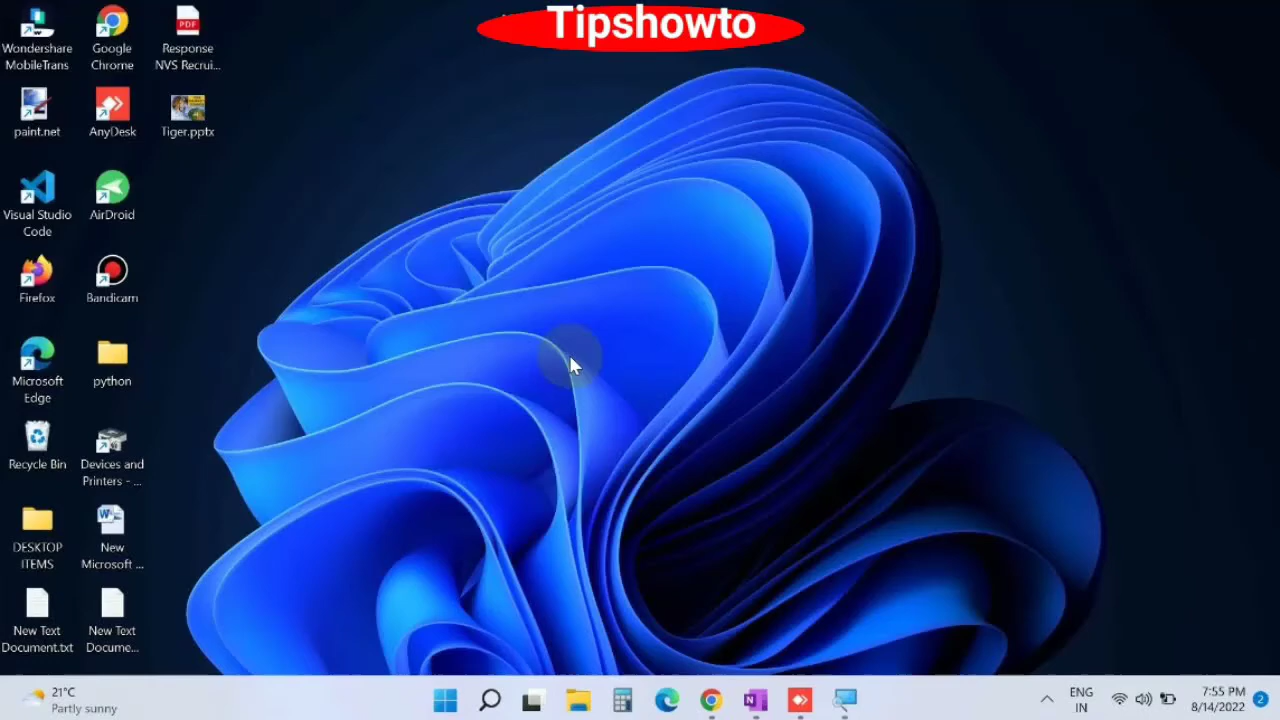 Tipshowto
Wondershare
MobileTrans
Google
Chrome
PDF
Response
NVS Recrui...
paint.net
AnyDesk
Tiger.pptx
Visual Studio
Code
AirDroid
Firefox
Bandicam
Microsoft
Edge
python
Recycle Bin
Devices and
Printers - ...
DESKTOP
ITEMS
W
New
Microsoft ...
New Text
Document.txt
New Text
Docume...
21°C
Partly sunny
N
ENG
IN
7:55 PM
8/14/2022
2